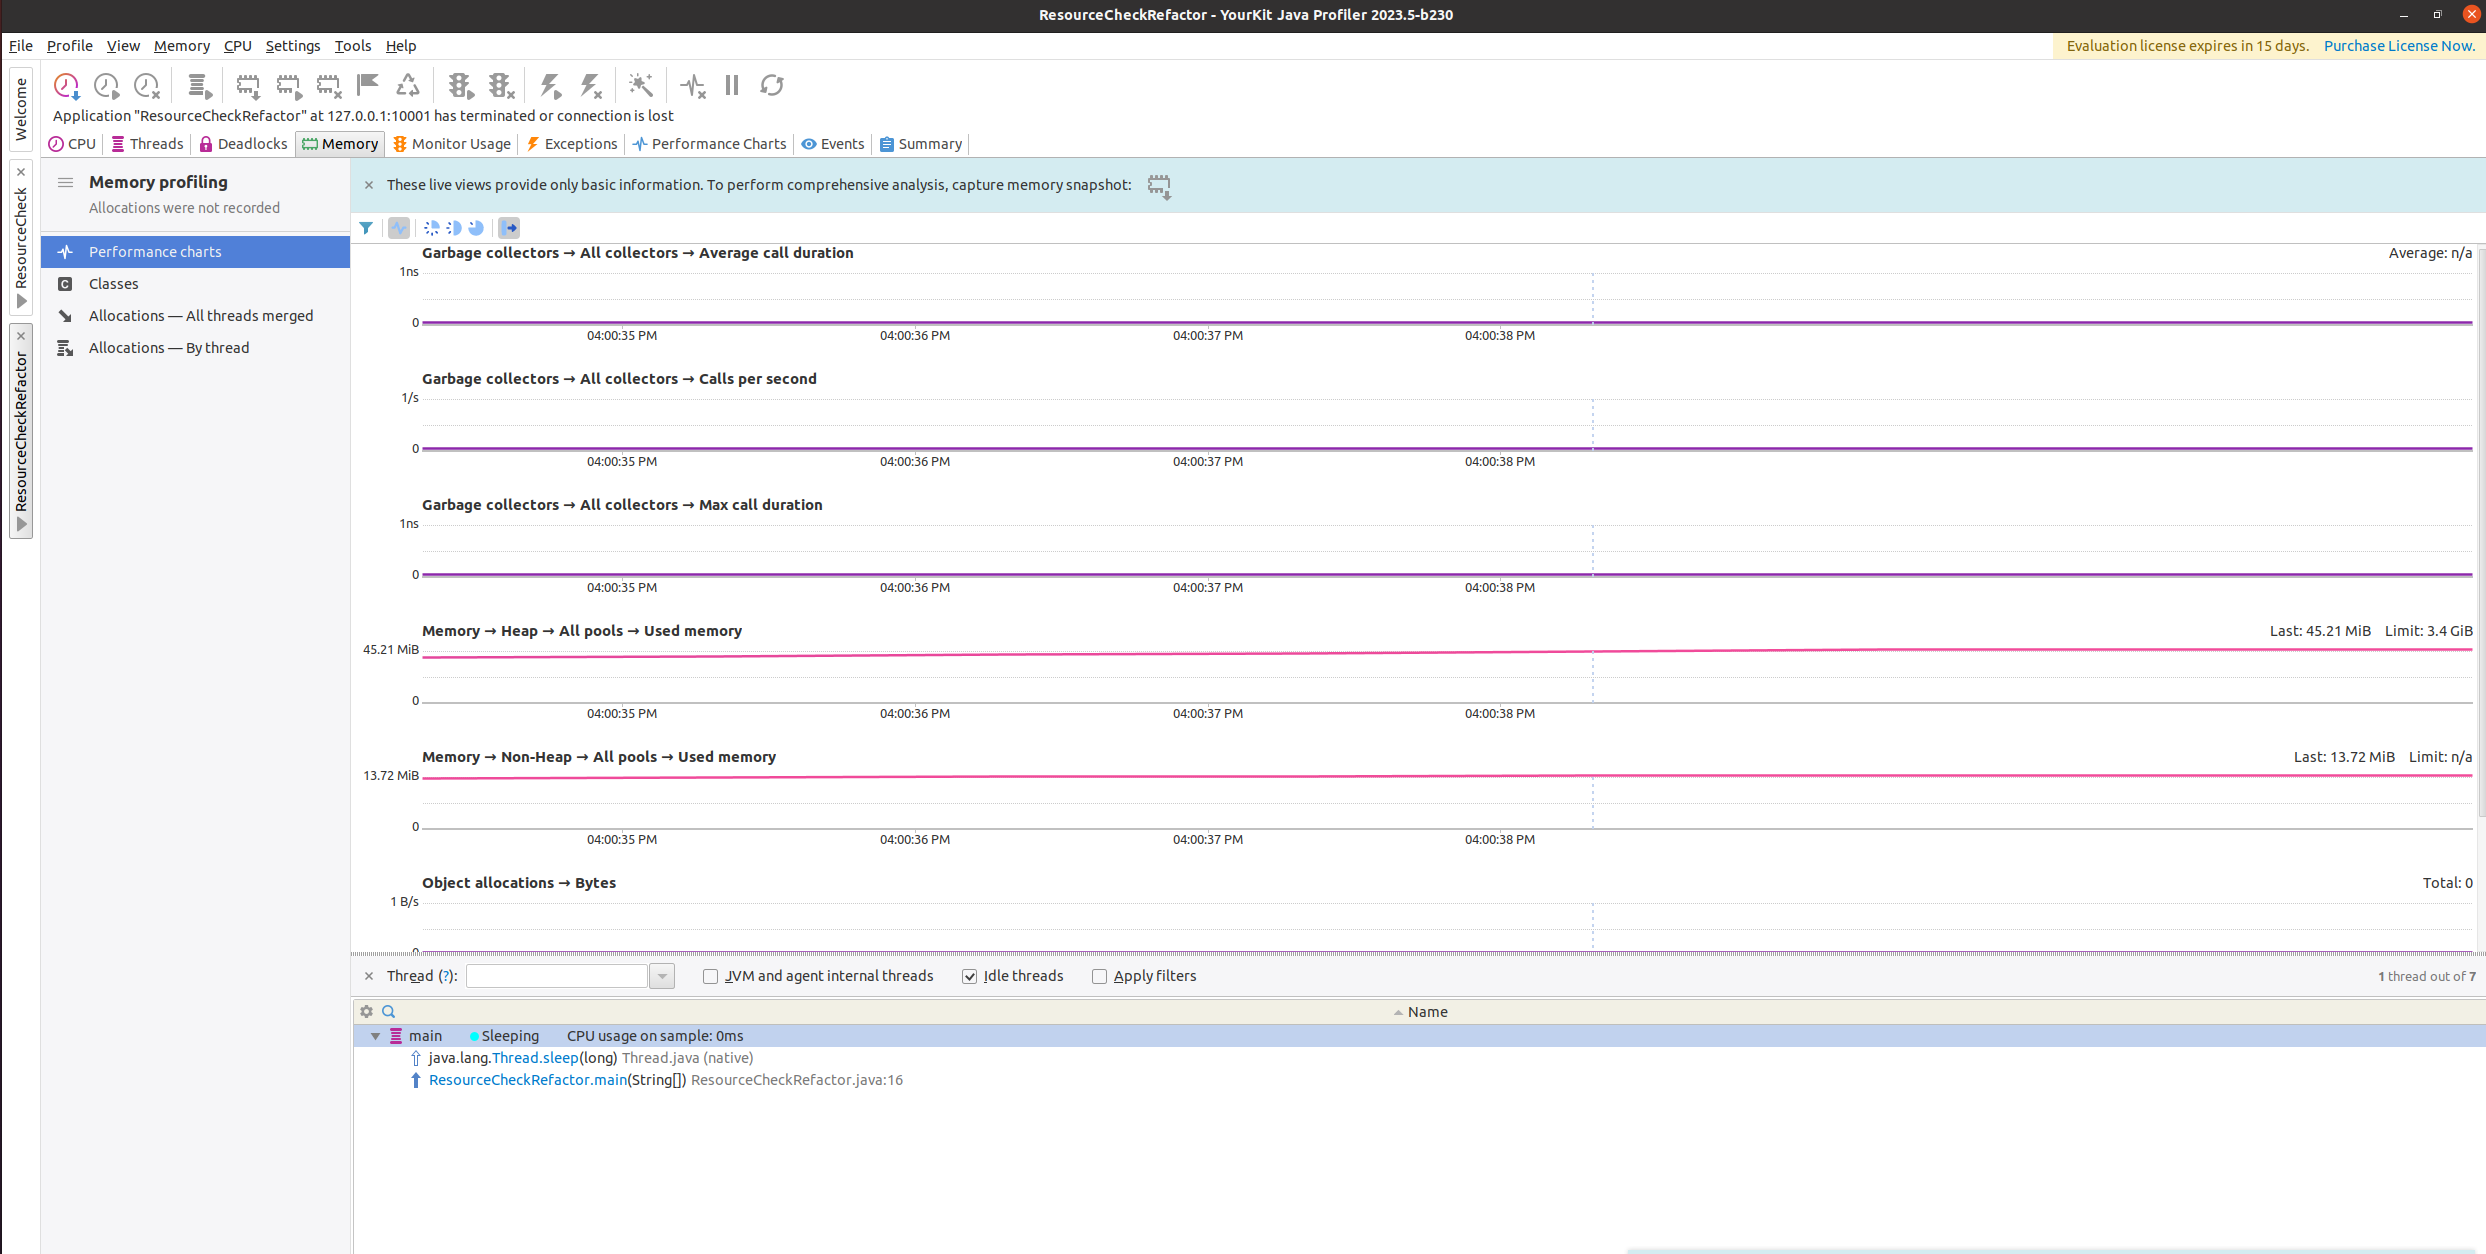 ResourceCheckRefactor - YourKit Java Profiler 2023.5-b230
File Profile View Memory CPU Settings Tools Help
Evaluation license expires in 15 days. Purchase License Now.
Welcome
ResourceCheck
ResourceCheckRefactor
Application "ResourceCheckRefactor" at 127.0.0.1:10001 has terminated or connection is lost
CPU Threads Deadlocks Memory Monitor Usage Exceptions Performance Charts Events Summary
Memory profiling
Allocations were not recorded
Performance charts
Classes
Allocations — All threads merged
Allocations — By thread
These live views provide only basic information. To perform comprehensive analysis, capture memory snapshot:
Garbage collectors → All collectors → Average call duration Average: n/a
1ns
0
04:00:35 PM 04:00:36 PM 04:00:37 PM 04:00:38 PM
Garbage collectors → All collectors → Calls per second
1/s
0
04:00:35 PM 04:00:36 PM 04:00:37 PM 04:00:38 PM
Garbage collectors → All collectors → Max call duration
1ns
0
04:00:35 PM 04:00:36 PM 04:00:37 PM 04:00:38 PM
Memory → Heap → All pools → Used memory Last: 45.21 MiB Limit: 3.4 GiB
45.21 MiB
0
04:00:35 PM 04:00:36 PM 04:00:37 PM 04:00:38 PM
Memory → Non-Heap → All pools → Used memory Last: 13.72 MiB Limit: n/a
13.72 MiB
0
04:00:35 PM 04:00:36 PM 04:00:37 PM 04:00:38 PM
Object allocations → Bytes Total: 0
1 B/s
0
Thread (?): JVM and agent internal threads Idle threads Apply filters 1 thread out of 7
Name
main Sleeping CPU usage on sample: 0ms
java.lang.Thread.sleep(long) Thread.java (native)
ResourceCheckRefactor.main(String[]) ResourceCheckRefactor.java:16